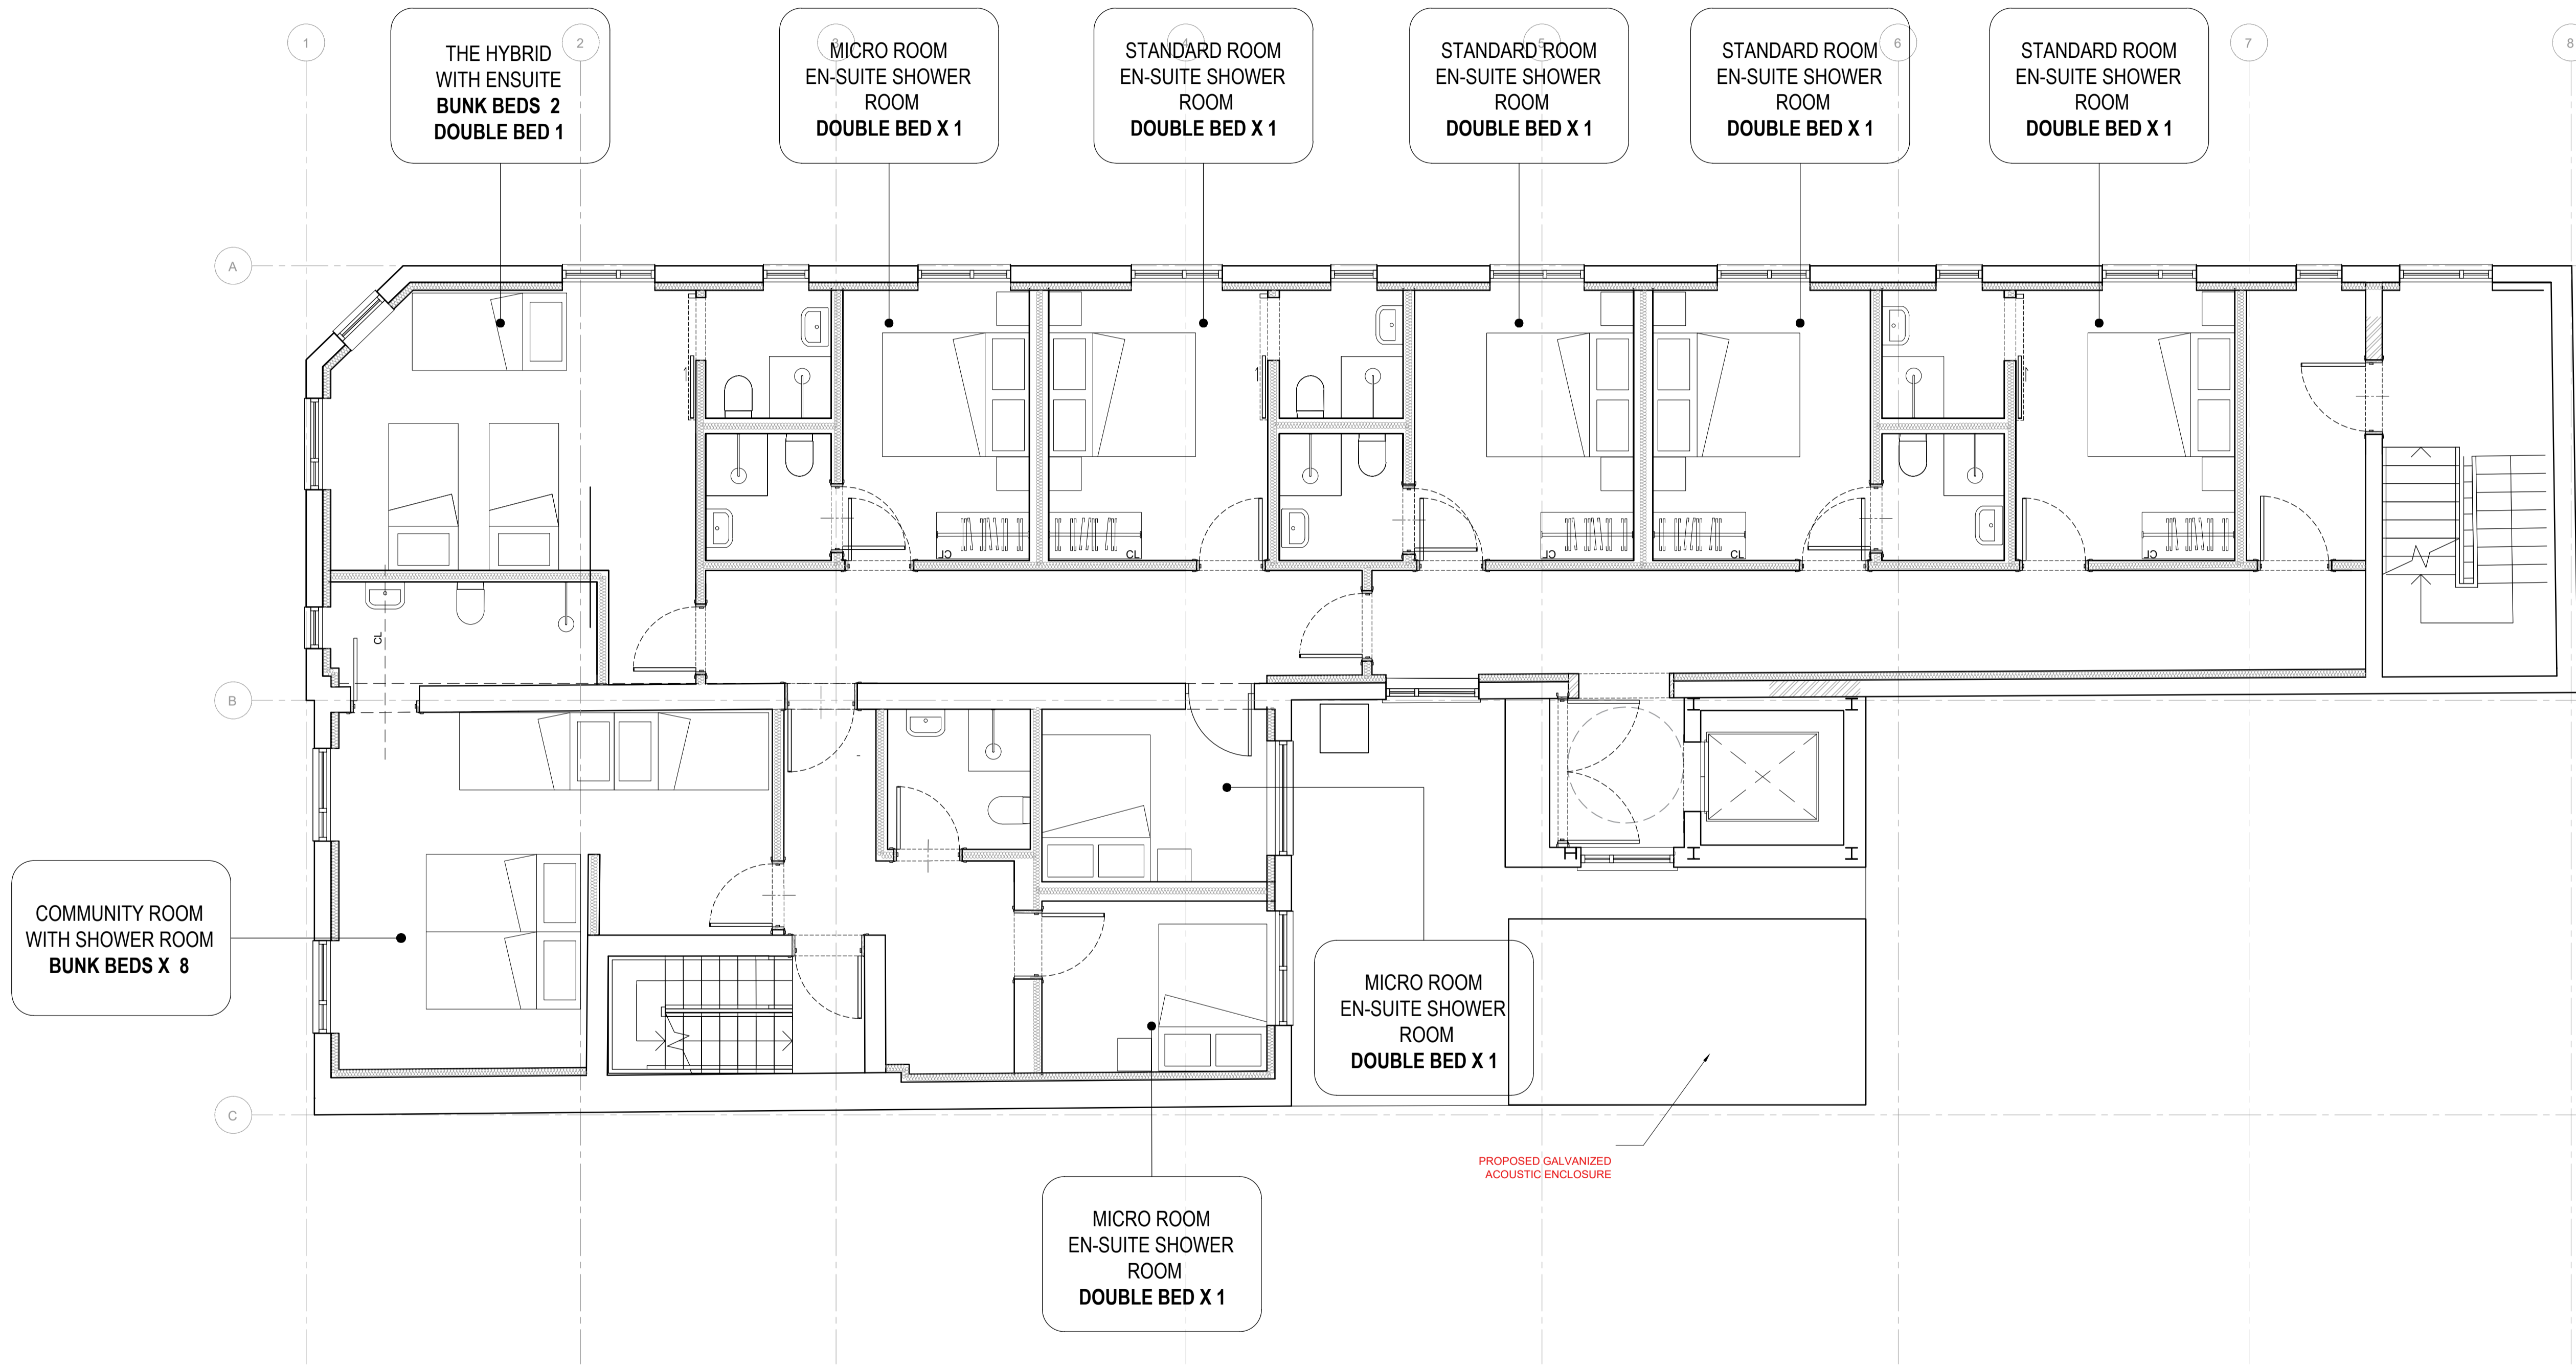 1
2
3
4
5
6
7
8
THE HYBRID
WITH ENSUITE
BUNK BEDS 2
DOUBLE BED 1
MICRO ROOM
EN-SUITE SHOWER
ROOM
DOUBLE BED X 1
STANDARD ROOM
EN-SUITE SHOWER
ROOM
DOUBLE BED X 1
STANDARD ROOM
EN-SUITE SHOWER
ROOM
DOUBLE BED X 1
STANDARD ROOM
EN-SUITE SHOWER
ROOM
DOUBLE BED X 1
STANDARD ROOM
EN-SUITE SHOWER
ROOM
DOUBLE BED X 1
A
CL
CL
CL
CL
CL
CL
B
COMMUNITY ROOM
WITH SHOWER ROOM
BUNK BEDS X 8
MICRO ROOM
EN-SUITE SHOWER
ROOM
DOUBLE BED X 1
C
PROPOSED GALVANIZED
ACOUSTIC ENCLOSURE
MICRO ROOM
EN-SUITE SHOWER
ROOM
DOUBLE BED X 1